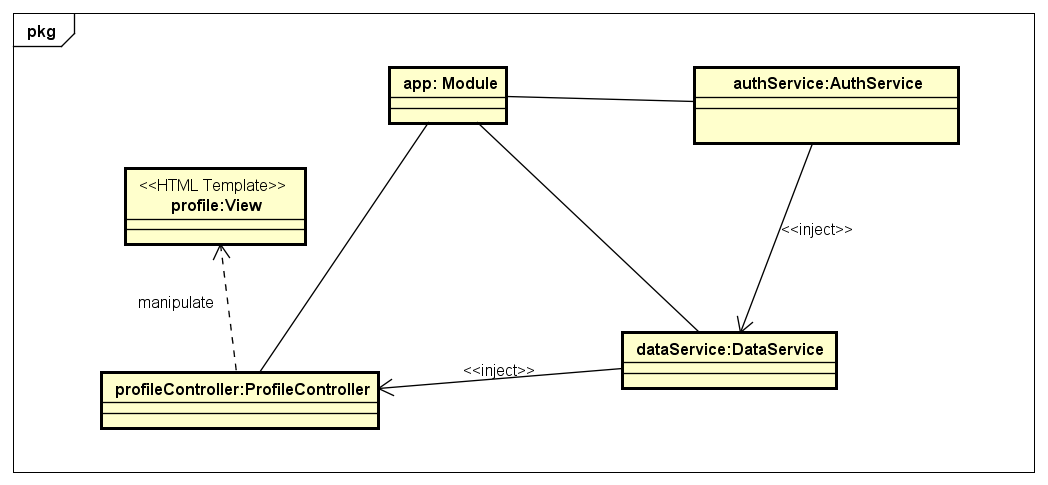 pkg
app: Module
authService:AuthService
<<HTML Template>>
profile:View
<<inject>>
manipulate
dataService:DataService
<<inject>>
profileController:ProfileController